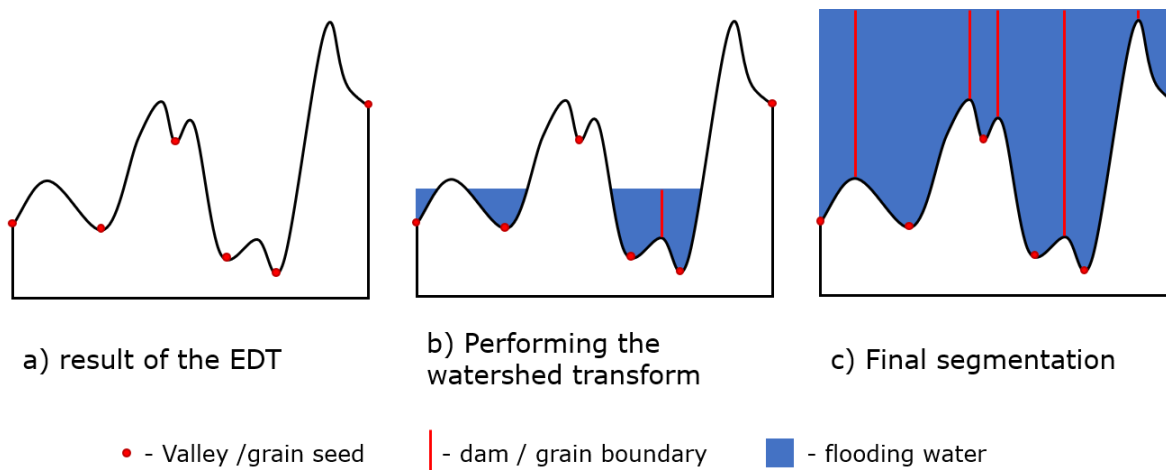 a) result of the EDT
b) Performing the
watershed transform
c) Final segmentation
- Valley /grain seed
- dam / grain boundary
- flooding water